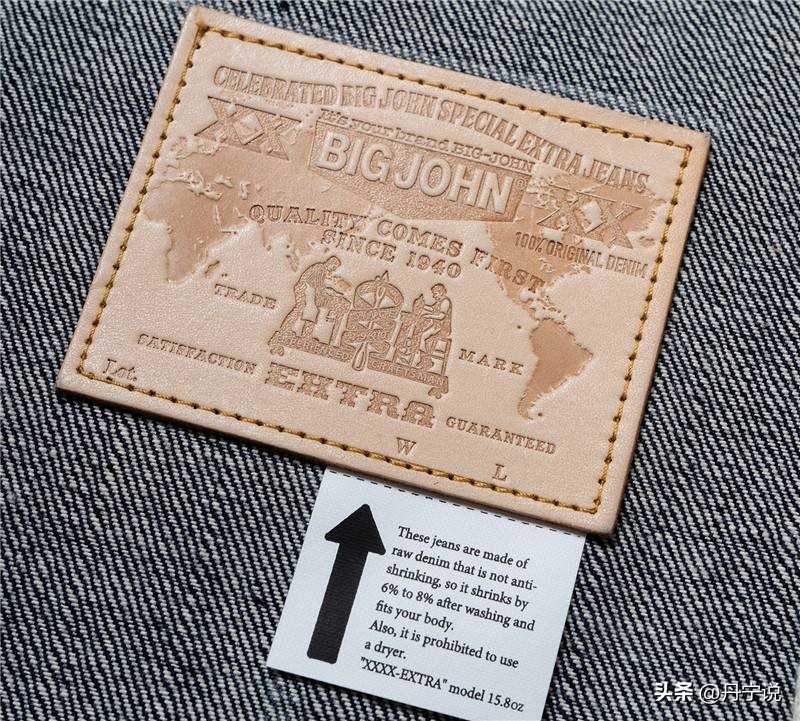 CELEBRATED BIG JOHN SPECIAL EXTRA JEANS
XX
It's your brand BIG-JOHN
BIG JOHN®
XX
100% ORIGINAL DENIM
QUALITY COMES FIRST
SINCE 1940
TRADE
MARK
CRAFTSMAN
SATISFACTION
EXTRA
GUARANTEED
Lot.
W
L
These jeans are made of
raw denim that is not anti-
shrinking, so it shrinks by
6% to 8% after washing and
fits your body.
Also, it is prohibited to use
a dryer.
"XXXX-EXTRA" model 15.8oz
头条 @丹宁说